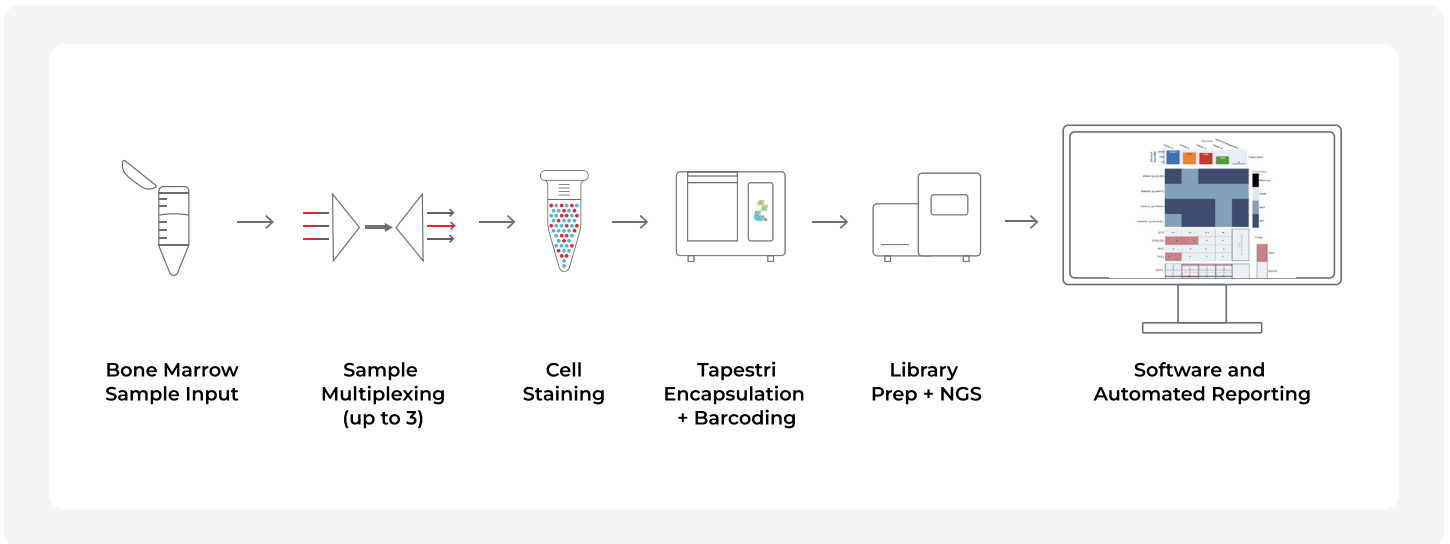 Bone Marrow
Sample Input
Sample
Multiplexing
(up to 3)
Cell
Staining
Tapestri
Encapsulation
+ Barcoding
Library
Prep + NGS
Software and
Automated Reporting